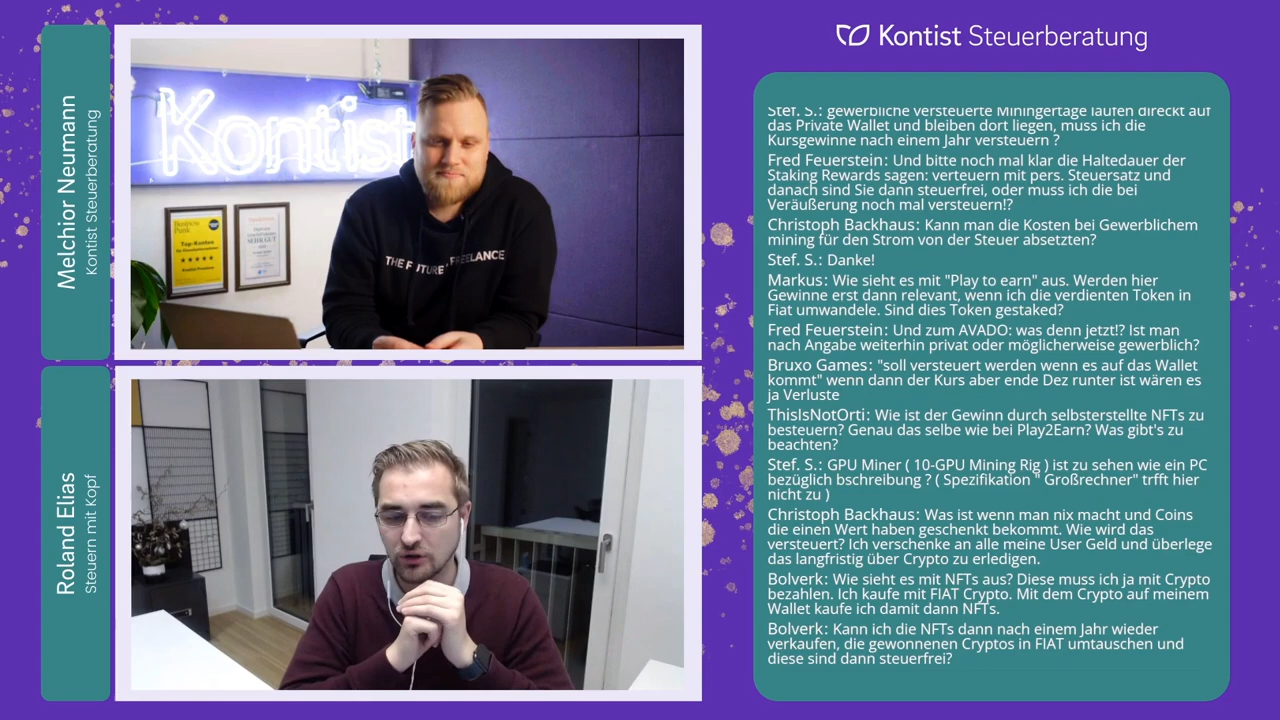 Melchior Neumann
Kontist Steuerberatung
Kontist
Business
Punk
Top-Konten
Kontist Premium
SEHR GUT
THE FUTURE FREELANCE
Roland Elias
Steuern mit Kopf
Kontist Steuerberatung
Stef. S.: gewerbliche versteuerte Miningertäge laufen direckt auf
das Private Wallet und bleiben dort liegen, muss ich die
Kursgewinne nach einem Jahr versteuern ?
Fred Feuerstein: Und bitte noch mal klar die Haltedauer der
Staking Rewards sagen: verteuern mit pers. Steuersatz und
danach sind Sie dann steuerfrei, oder muss ich die bei
Veräußerung noch mal versteuern!?
Christoph Backhaus: Kann man die Kosten bei Gewerblichem
mining für den Strom von der Steuer absetzten?
Stef. S.: Danke!
Markus: Wie sieht es mit "Play to earn" aus. Werden hier
Gewinne erst dann relevant, wenn ich die verdienten Token in
Fiat umwandele. Sind dies Token gestaked?
Fred Feuerstein: Und zum AVADO: was denn jetzt!? Ist man
nach Angabe weiterhin privat oder möglicherweise gewerblich?
Bruxo Games: "soll versteuert werden wenn es auf das Wallet
kommt" wenn dann der Kurs aber ende Dez runter ist wären es
ja Verluste
ThisIsNotOrti: Wie ist der Gewinn durch selbsterstellte NFTs zu
besteuern? Genau das selbe wie bei Play2Earn? Was gibt's zu
beachten?
Stef. S.: GPU Miner ( 10-GPU Mining Rig ) ist zu sehen wie ein PC
bezüglich bschreibung ? ( Spezifikation " Großrechner" trfft hier
nicht zu )
Christoph Backhaus: Was ist wenn man nix macht und Coins
die einen Wert haben geschenkt bekommt. Wie wird das
versteuert? Ich verschenke an alle meine User Geld und überlege
das langfristig über Crypto zu erledigen.
Bolverk: Wie sieht es mit NFTs aus? Diese muss ich ja mit Crypto
bezahlen. Ich kaufe mit FIAT Crypto. Mit dem Crypto auf meinem
Wallet kaufe ich damit dann NFTs.
Bolverk: Kann ich die NFTs dann nach einem Jahr wieder
verkaufen, die gewonnenen Cryptos in FIAT umtauschen und
diese sind dann steuerfrei?